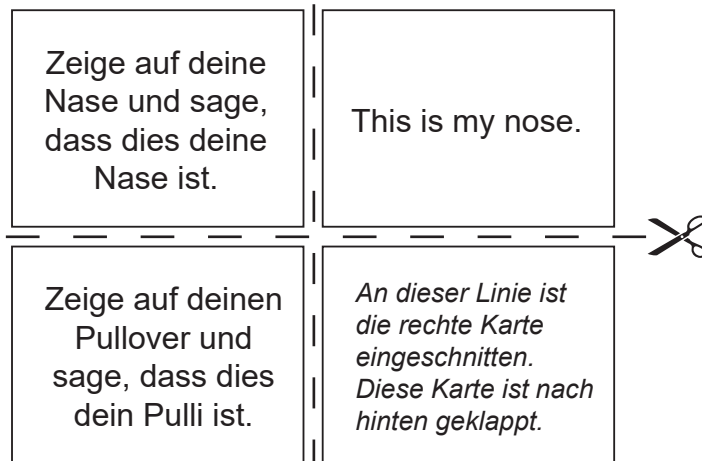 Zeige auf deine
Nase und sage,
dass dies deine
Nase ist.
This is my nose.
Zeige auf deinen
Pullover und
sage, dass dies
dein Pulli ist.
An dieser Linie ist
die rechte Karte
eingeschnitten.
Diese Karte ist nach
hinten geklappt.